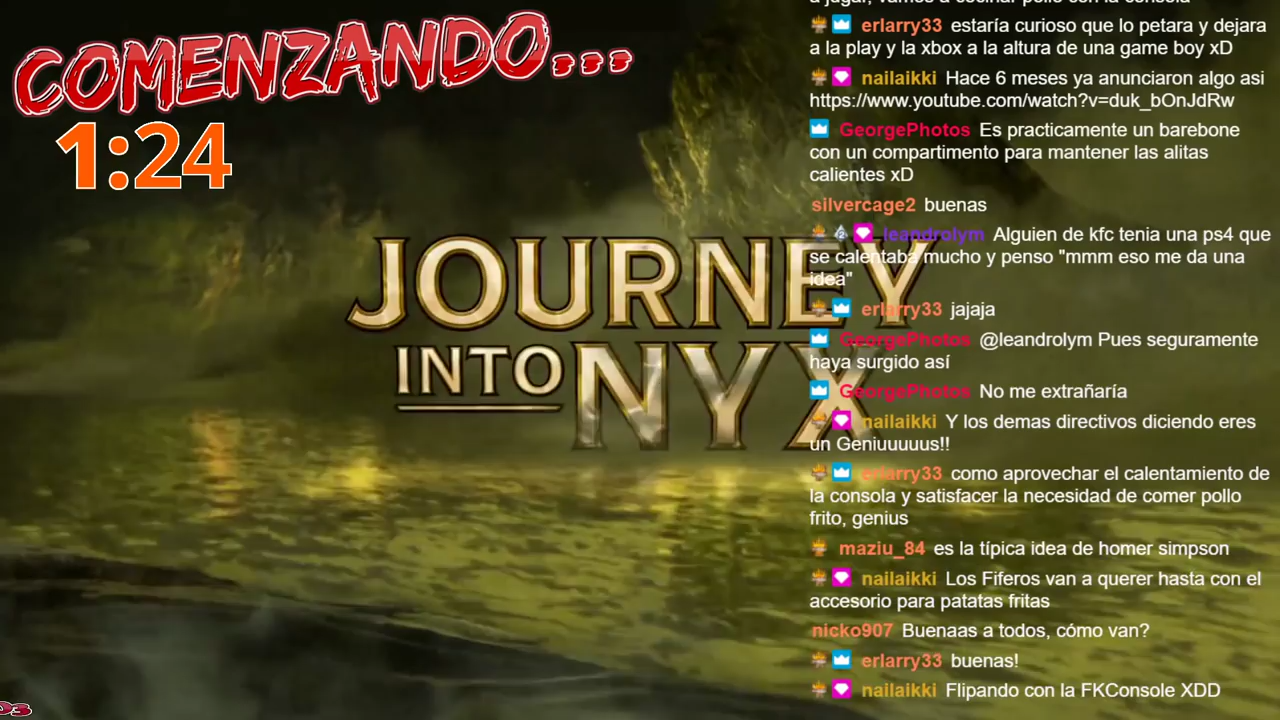 COMENZANDO...
1:24
JOURNEY
INTO NYX
a jugar, vamos a cocinar pollo con la consola
erlarry33 estaría curioso que lo petara y dejara
a la play y la xbox a la altura de una game boy xD
nailaikki Hace 6 meses ya anunciaron algo asi
https://www.youtube.com/watch?v=duk_bOnJdRw
GeorgePhotos Es practicamente un barebone
con un compartimento para mantener las alitas
calientes xD
silvercage2 buenas
leandrolym Alguien de kfc tenia una ps4 que
se calentaba mucho y penso "mmm eso me da una
idea"
erlarry33 jajaja
GeorgePhotos @leandrolym Pues seguramente
haya surgido así
GeorgePhotos No me extrañaría
nailaikki Y los demas directivos diciendo eres
un Geniuuuuus!!
erlarry33 como aprovechar el calentamiento de
la consola y satisfacer la necesidad de comer pollo
frito, genius
maziu_84 es la típica idea de homer simpson
nailaikki Los Fiferos van a querer hasta con el
accesorio para patatas fritas
nicko907 Buenaas a todos, cómo van?
erlarry33 buenas!
nailaikki Flipando con la FKConsole XDD